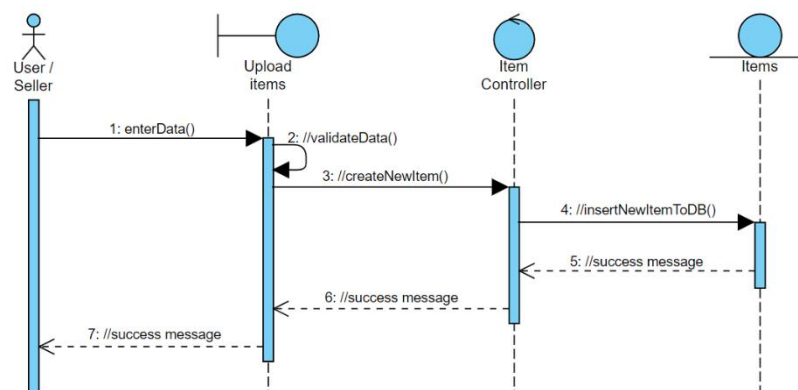 User /
Seller
Upload
items
Item
Controller
Items
1: enterData()
2: //validateData()
3: //createNewItem()
4: //insertNewItemToDB()
5: //success message
6: //success message
7: //success message